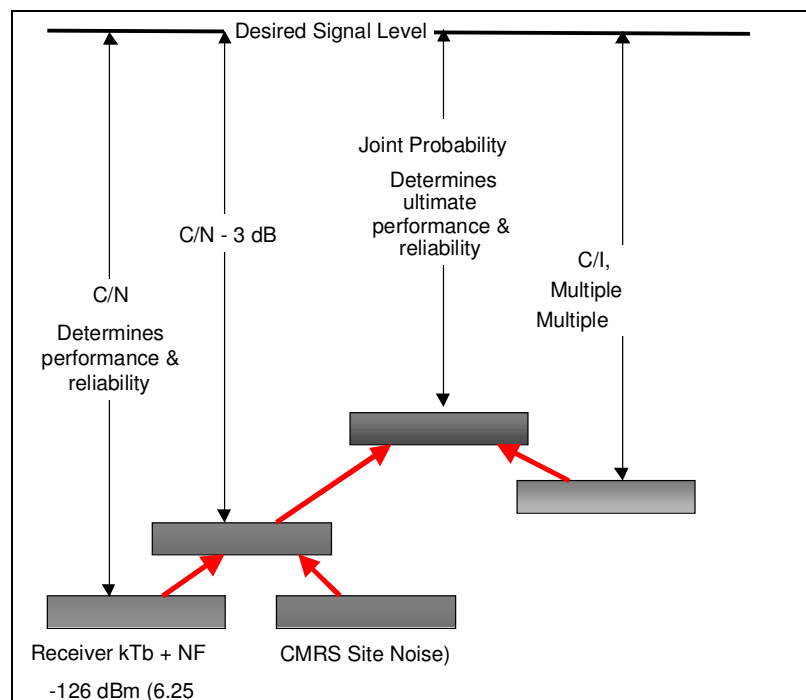 Desired Signal Level
Joint Probability
Determines
ultimate
performance &
reliability
C/N - 3 dB
C/I,
Multiple
Multiple
C/N
Determines
performance &
reliability
Receiver kTb + NF
-126 dBm (6.25
CMRS Site Noise)